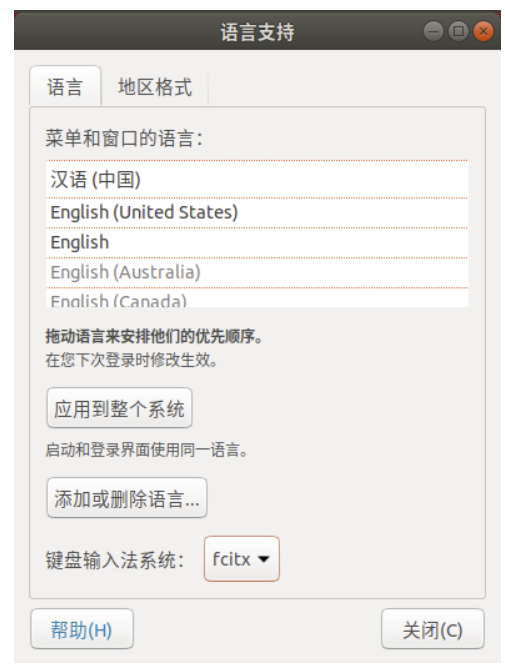 语言支持
语言 地区格式
菜单和窗口的语言：
汉语 (中国)
English (United States)
English
English (Australia)
English (Canada)
拖动语言来安排他们的优先顺序。
在您下次登录时修改生效。
应用到整个系统
启动和登录界面使用同一语言。
添加或删除语言...
键盘输入法系统： fcitx
帮助(H) 关闭(C)